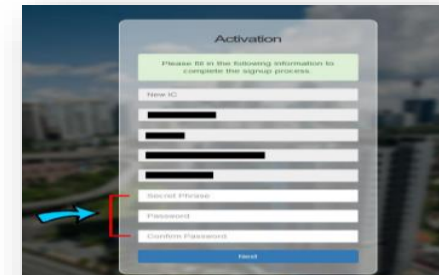 Activation
Please fill in the following information to
complete the signup process.
New IC
Secret Phrase
Password
Confirm Password
Next